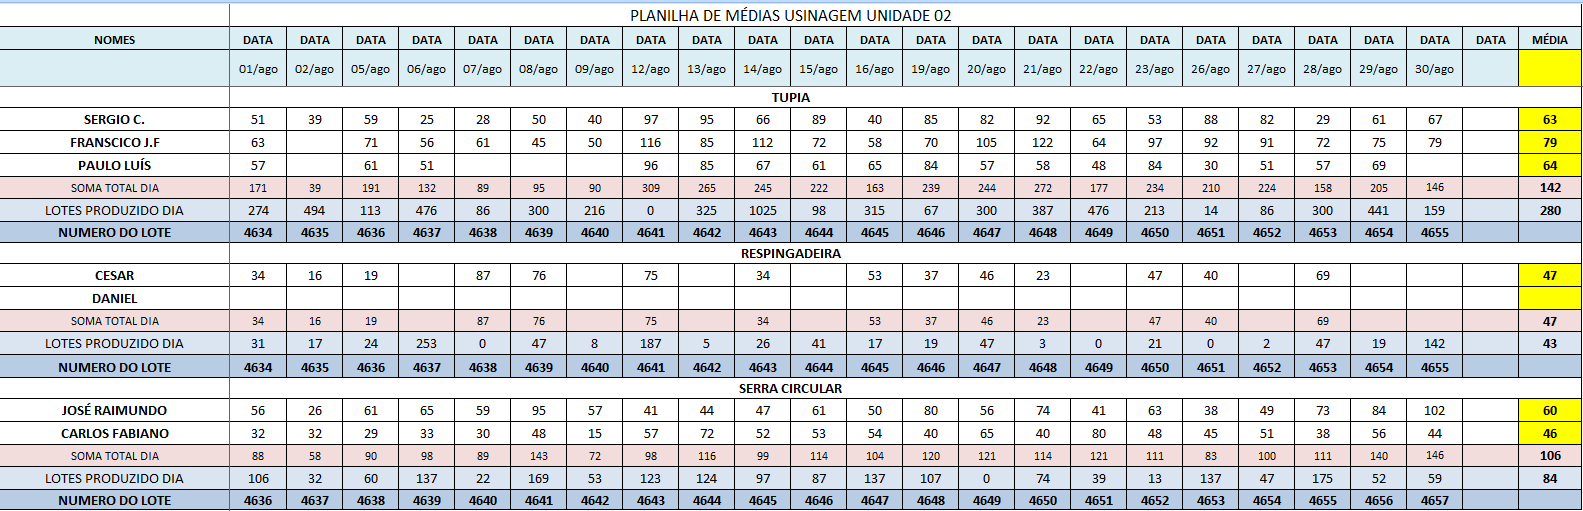 PLANILHA DE MÉDIAS USINAGEM UNIDADE 02
NOMES DATA DATA DATA DATA DATA DATA DATA DATA DATA DATA DATA DATA DATA DATA DATA DATA DATA DATA DATA DATA DATA DATA DATA MÉDIA
01/ago 02/ago 05/ago 06/ago 07/ago 08/ago 09/ago 12/ago 13/ago 14/ago 15/ago 16/ago 19/ago 20/ago 21/ago 22/ago 23/ago 26/ago 27/ago 28/ago 29/ago 30/ago
TUPIA
SERGIO C. 51 39 59 25 28 50 40 97 95 66 89 40 85 82 92 65 53 88 82 29 61 67 63
FRANSCICO J.F 63 71 56 61 45 50 116 85 112 72 58 70 105 122 64 97 92 91 72 75 79 79
PAULO LUÍS 57 61 51 96 85 67 61 65 84 57 58 48 84 30 51 57 69 64
SOMA TOTAL DIA 171 39 191 132 89 95 90 309 265 245 222 163 239 244 272 177 234 210 224 158 205 146 142
LOTES PRODUZIDO DIA 274 494 113 476 86 300 216 0 325 1025 98 315 67 300 387 476 213 14 86 300 441 159 280
NUMERO DO LOTE 4634 4635 4636 4637 4638 4639 4640 4641 4642 4643 4644 4645 4646 4647 4648 4649 4650 4651 4652 4653 4654 4655
RESPINGADEIRA
CESAR 34 16 19 87 76 75 34 53 37 46 23 47 40 69 47
DANIEL
SOMA TOTAL DIA 34 16 19 87 76 75 34 53 37 46 23 47 40 69 47
LOTES PRODUZIDO DIA 31 17 24 253 0 47 8 187 5 26 41 17 19 47 3 0 21 0 2 47 19 142 43
NUMERO DO LOTE 4634 4635 4636 4637 4638 4639 4640 4641 4642 4643 4644 4645 4646 4647 4648 4649 4650 4651 4652 4653 4654 4655
SERRA CIRCULAR
JOSÉ RAIMUNDO 56 26 61 65 59 95 57 41 44 47 61 50 80 56 74 41 63 38 49 73 84 102 60
CARLOS FABIANO 32 32 29 33 30 48 15 57 72 52 53 54 40 65 40 80 48 45 51 38 56 44 46
SOMA TOTAL DIA 88 58 90 98 89 143 72 98 116 99 114 104 120 121 114 121 111 83 100 111 140 146 106
LOTES PRODUZIDO DIA 106 32 60 137 22 169 53 123 124 97 87 137 107 0 74 39 13 137 47 175 52 59 84
NUMERO DO LOTE 4636 4637 4638 4639 4640 4641 4642 4643 4644 4645 4646 4647 4648 4649 4650 4651 4652 4653 4654 4655 4656 4657